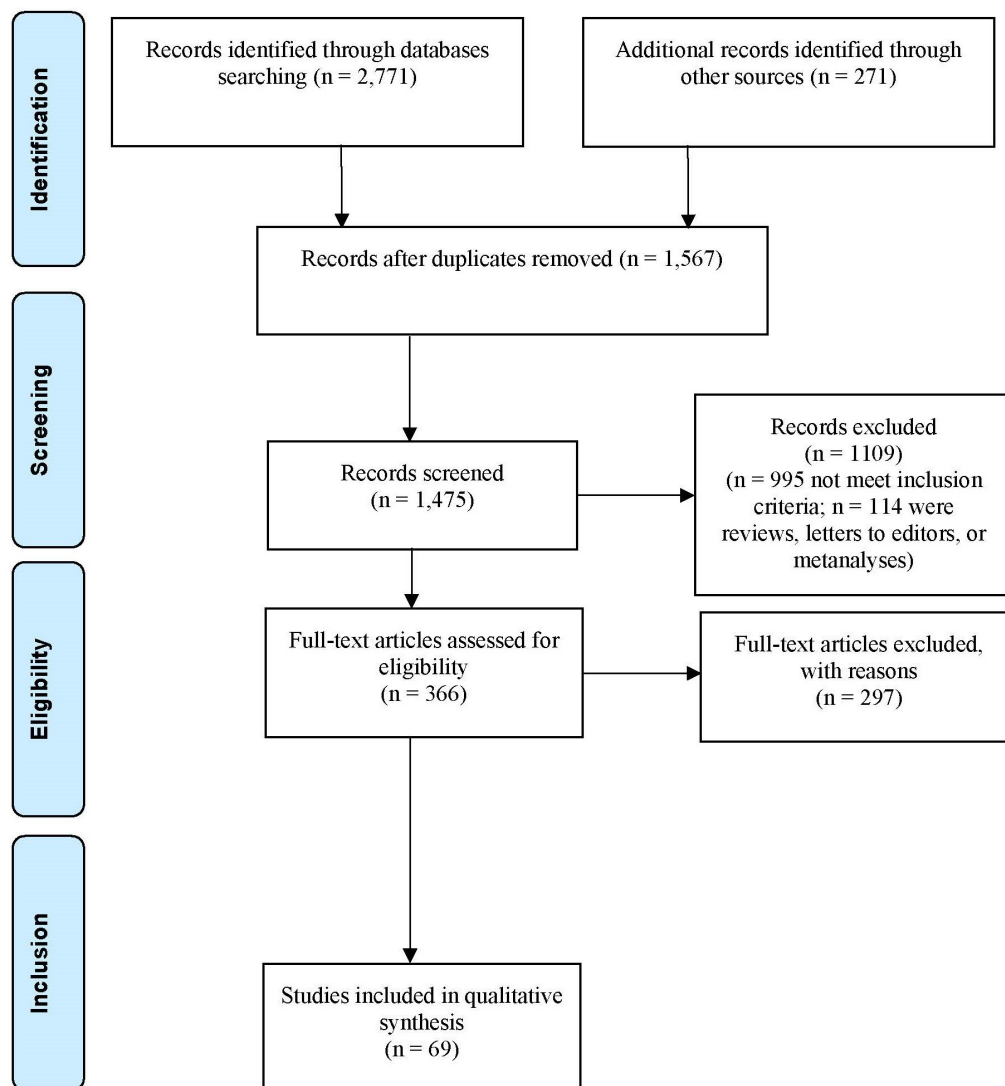 Identification
Records identified through databases
searching (n = 2,771)
Additional records identified through
other sources (n = 271)
Records after duplicates removed (n = 1,567)
Screening
Records screened
(n = 1,475)
Records excluded
(n = 1109)
(n = 995 not meet inclusion
criteria; n = 114 were
reviews, letters to editors, or
metanalyses)
Eligibility
Full-text articles assessed for
eligibility
(n = 366)
Full-text articles excluded,
with reasons
(n = 297)
Inclusion
Studies included in qualitative
synthesis
(n = 69)